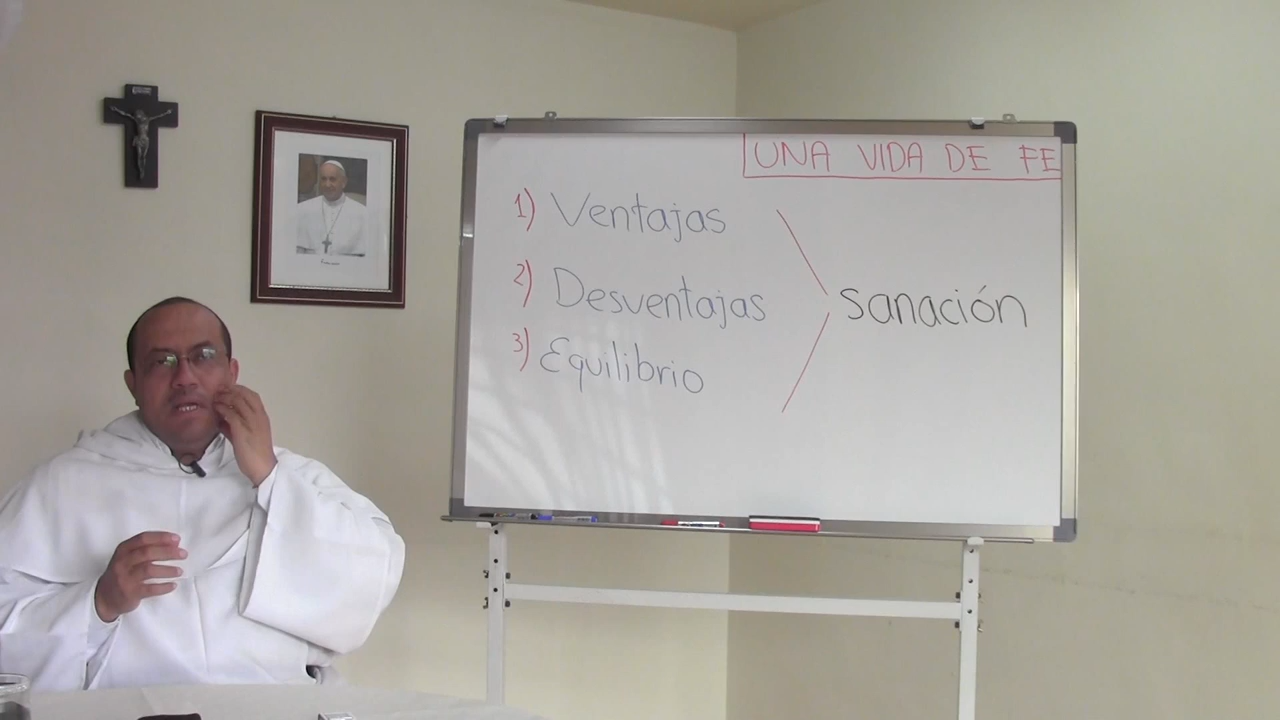 UNA VIDA DE FE
1) Ventajas
2) Desventajas
3) Equilibrio
sanación